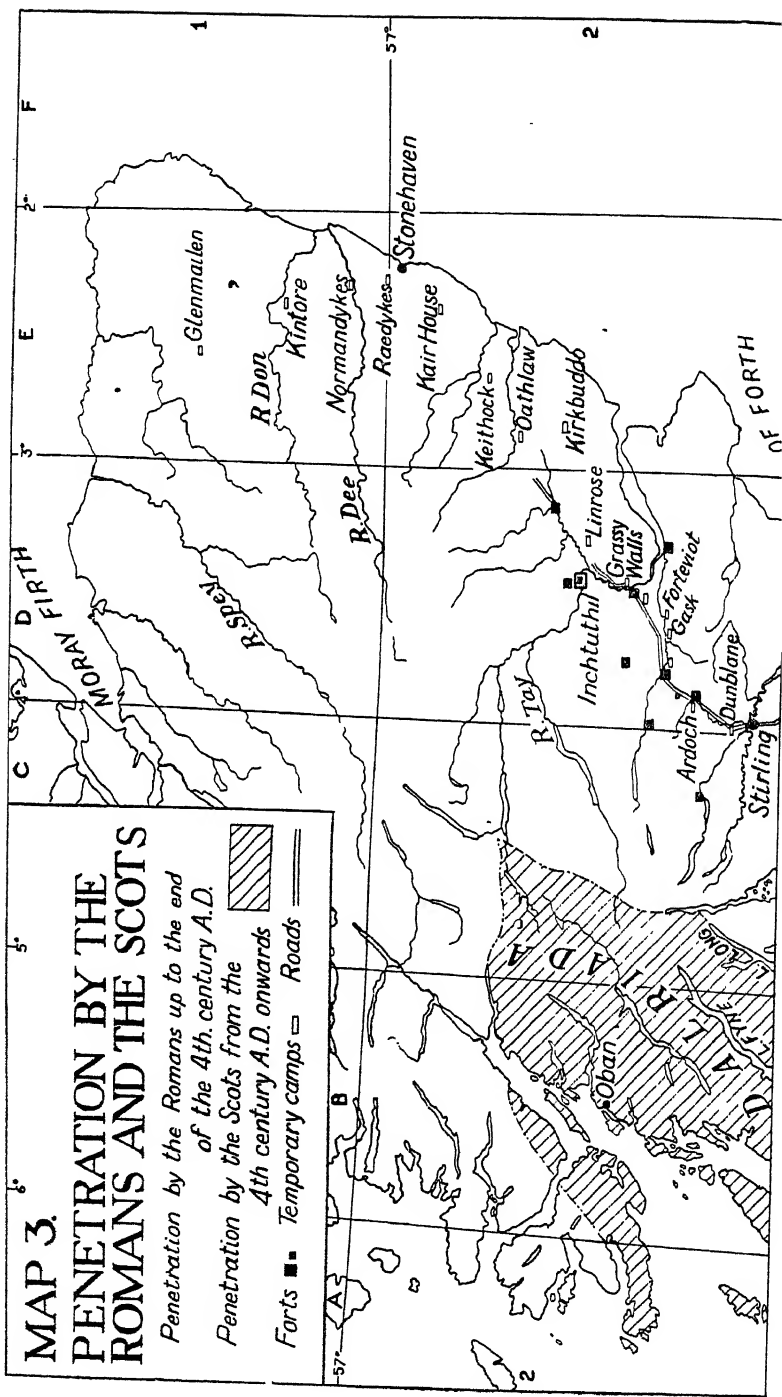 MAP 3.
PENETRATION BY THE
ROMANS AND THE SCOTS
Penetration by the Romans up to the end
of the 4th. century A.D.
Penetration by the Scots from the
4th century A.D. onwards
Forts
Temporary camps
Roads
6°
5°
3°
2°
A
B
C
D
E
F
1
2
57°
57°
2
MORAY FIRTH
R. Spey
R Don
R. Dee
Glenmailen
Kintore
Normandykes
Raedykes
Stonehaven
Kair House
Keithock
Oathlaw
Kirkbuddo
Linrose
Grassy
Walls
Inchtuthil
R. Tay
Forteviot
Gask
Ardoch
Dunblane
Stirling
OF FORTH
DALRIADA
Oban
FYNE
L. LONG